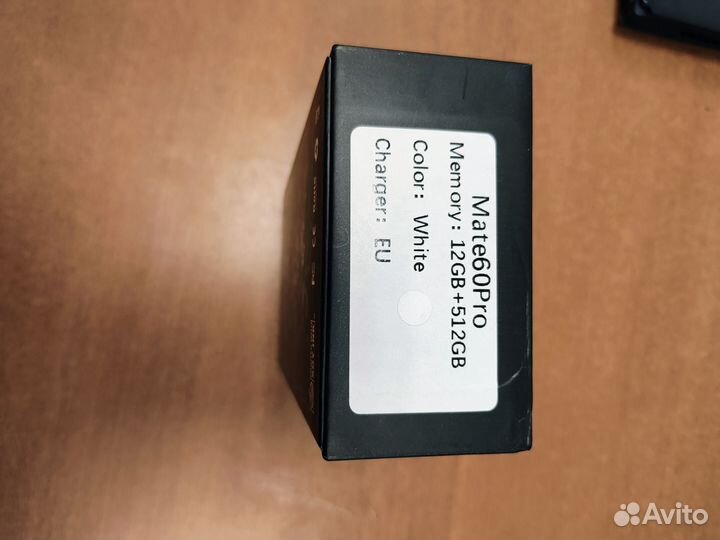 Mate60Pro
Memory: 12GB+512GB
Color: White
Charger: EU
Avito